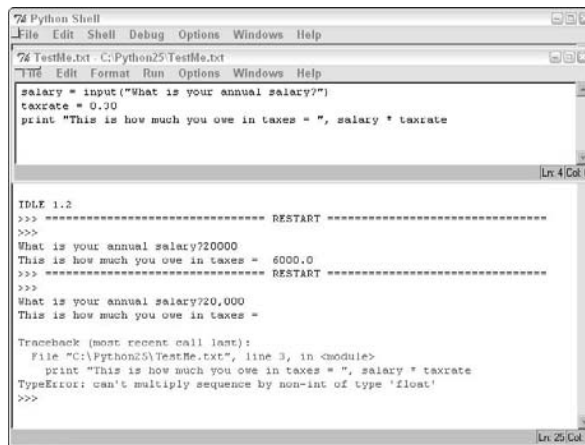 76 Python Shell
File Edit Shell Debug Options Windows Help
76 TestMe.txt - C:\Python25\TestMe.txt
File Edit Format Run Options Windows Help
salary = input("What is your annual salary?")
taxrate = 0.30
print "This is how much you owe in taxes = ", salary * taxrate
Ln: 4 Col:
IDLE 1.2
>>> ================================ RESTART ================================
>>>
What is your annual salary?20000
This is how much you owe in taxes =  6000.0
>>> ================================ RESTART ================================
>>>
What is your annual salary?20,000
This is how much you owe in taxes =
Traceback (most recent call last):
  File "C:\Python25\TestMe.txt", line 3, in <module>
    print "This is how much you owe in taxes = ", salary * taxrate
TypeError: can't multiply sequence by non-int of type 'float'
>>>
Ln: 25 Col: